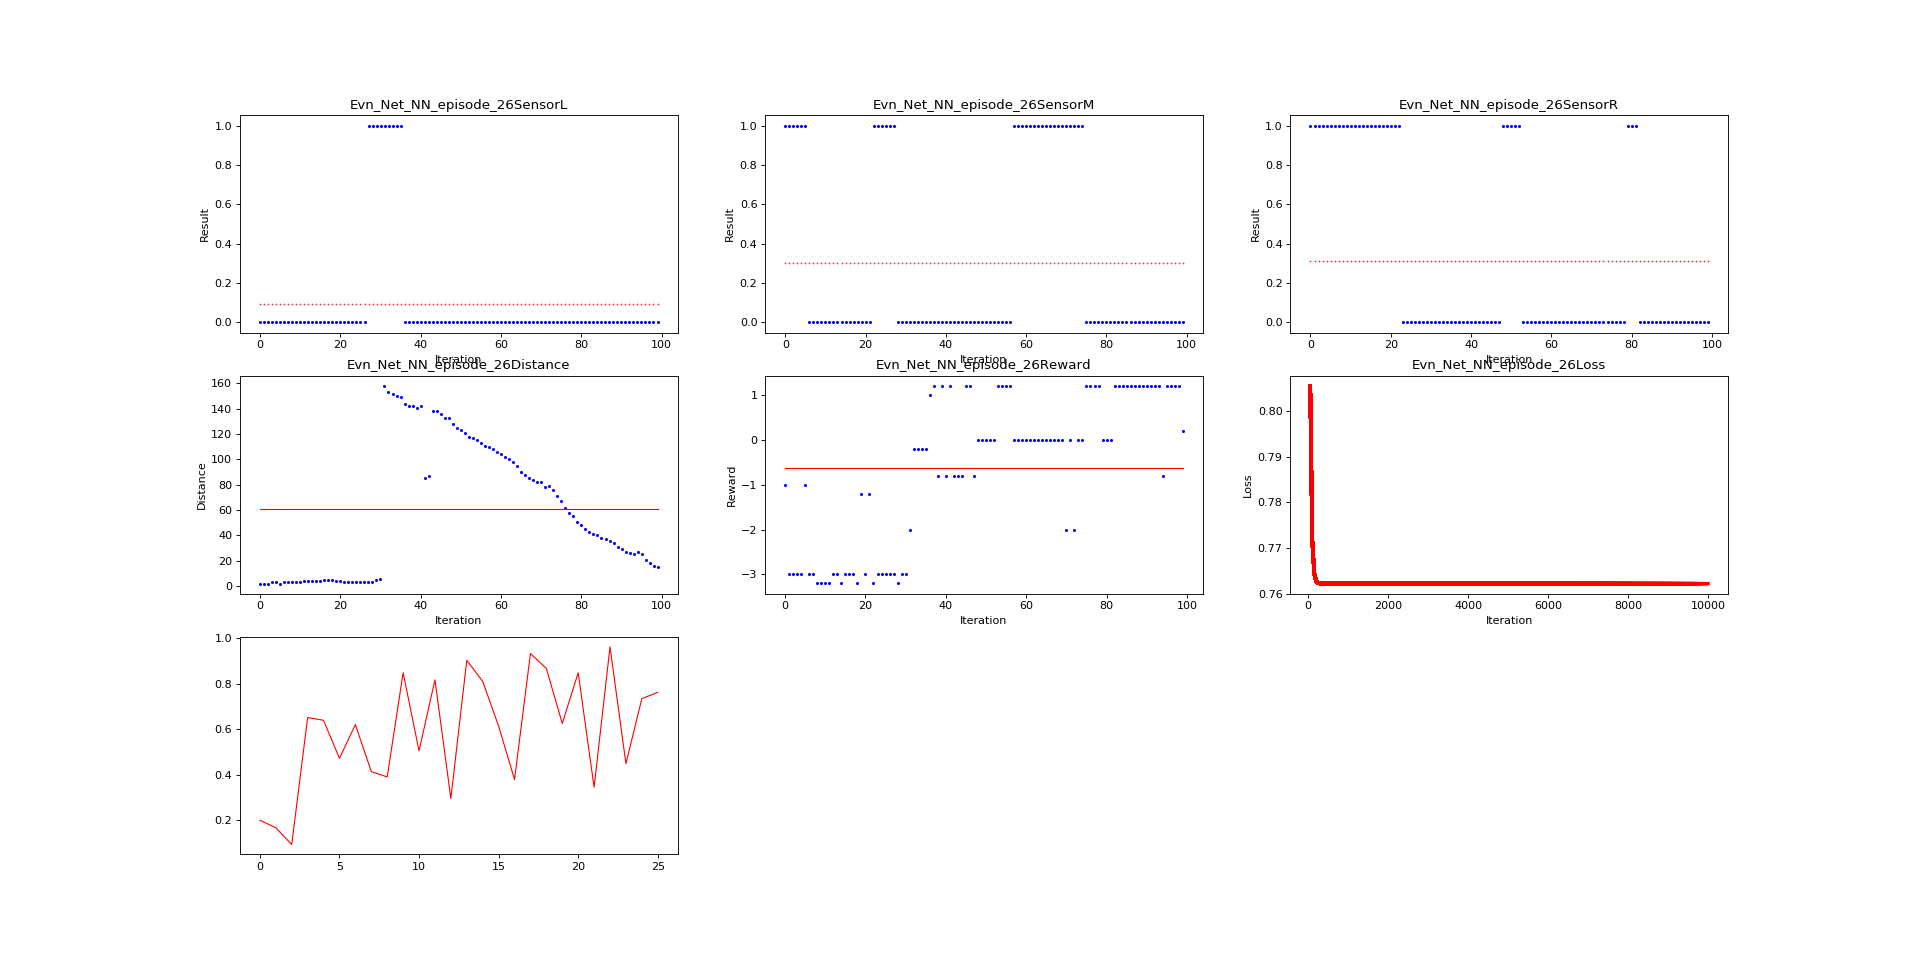 Evn_Net_NN_episode_26SensorL
1.0
0.8
0.6
0.4
0.2
0.0
Result
0 20 40 60 80 100
Iteration
Evn_Net_NN_episode_26SensorM
1.0
0.8
0.6
0.4
0.2
0.0
Result
0 20 40 60 80 100
Iteration
Evn_Net_NN_episode_26SensorR
1.0
0.8
0.6
0.4
0.2
0.0
Result
0 20 40 60 80 100
Iteration
Evn_Net_NN_episode_26Distance
160
140
120
100
80
60
40
20
0
Distance
0 20 40 60 80 100
Iteration
Evn_Net_NN_episode_26Reward
1
0
−1
−2
−3
Reward
0 20 40 60 80 100
Iteration
Evn_Net_NN_episode_26Loss
0.80
0.79
0.78
0.77
0.76
Loss
0 2000 4000 6000 8000 10000
Iteration
1.0
0.8
0.6
0.4
0.2
0 5 10 15 20 25